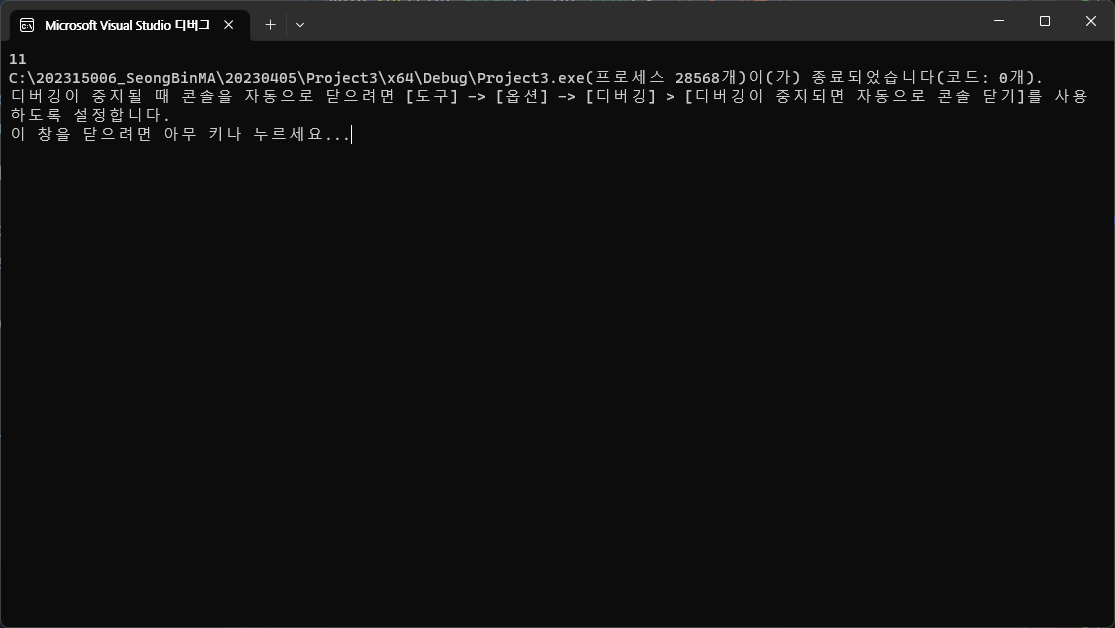 Microsoft Visual Studio 디버그
11
C:\202315006_SeongBinMA\20230405\Project3\x64\Debug\Project3.exe(프로세스 28568개)이(가) 종료되었습니다(코드: 0개).
디버깅이 중지될 때 콘솔을 자동으로 닫으려면 [도구] -> [옵션] -> [디버깅] > [디버깅이 중지되면 자동으로 콘솔 닫기]를 사용
하도록 설정합니다.
이 창을 닫으려면 아무 키나 누르세요...